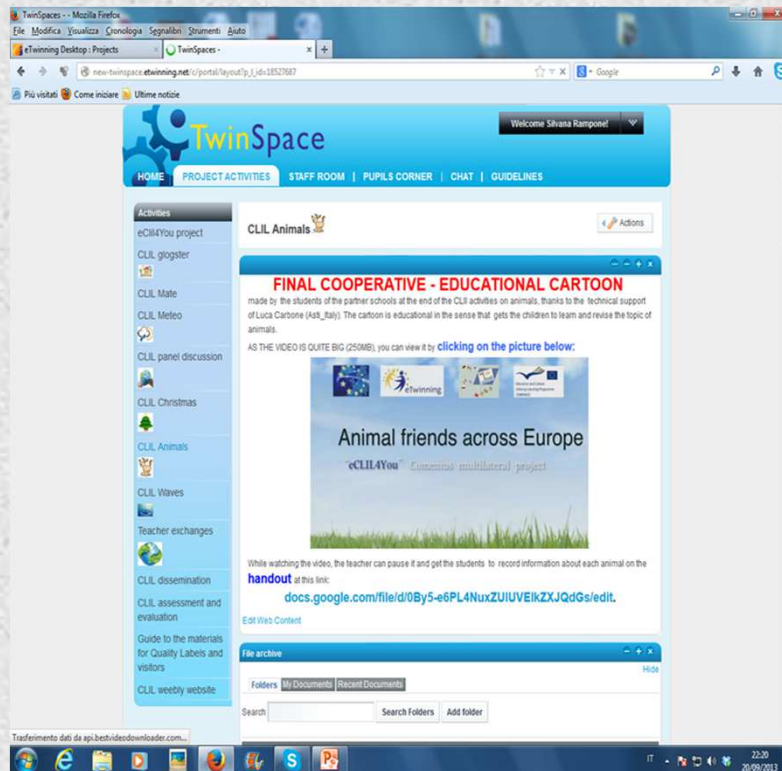 TwinSpaces - - Mozilla Firefox
File Modifica Visualizza Cronologia Segnalibri Strumenti Aiuto
eTwinning Desktop : Projects
TwinSpaces -
new-twinspace.etwinning.net/c/portal/layout?p_l_id=18527687
Google
Più visitati Come iniziare Ultime notizie
TwinSpace
Welcome Silvana Rampone!
HOME PROJECT ACTIVITIES STAFF ROOM | PUPILS CORNER | CHAT | GUIDELINES
Activities
eClil4You project
CLIL glogster
CLIL Mate
CLIL Meteo
CLIL panel discussion
CLIL Christmas
CLIL Animals
CLIL Waves
Teacher exchanges
CLIL dissemination
CLIL assessment and
evaluation
Guide to the materials
for Quality Labels and
visitors
CLIL weebly website
CLIL Animals
Actions
FINAL COOPERATIVE - EDUCATIONAL CARTOON
made by the students of the partner schools at the end of the CLIl activities on animals, thanks to the technical support
of Luca Carbone (Asti_Italy). The cartoon is educational in the sense that gets the children to learn and revise the topic of
animals.
AS THE VIDEO IS QUITE BIG (250MB), you can view it by clicking on the picture below:
eTwinning
Animal friends across Europe
"eCLIL4You" Comenius multilateral project
While watching the video, the teacher can pause it and get the students to record information about each animal on the
handout at this link:
docs.google.com/file/d/0By5-e6PL4NuxZUlUVElkZXJQdGs/edit.
Edit Web Content
File archive
Hide
Folders My Documents Recent Documents
Search Search Folders Add folder
Trasferimento dati da api.bestvideodownloader.com...
IT
22:20
20/09/2013